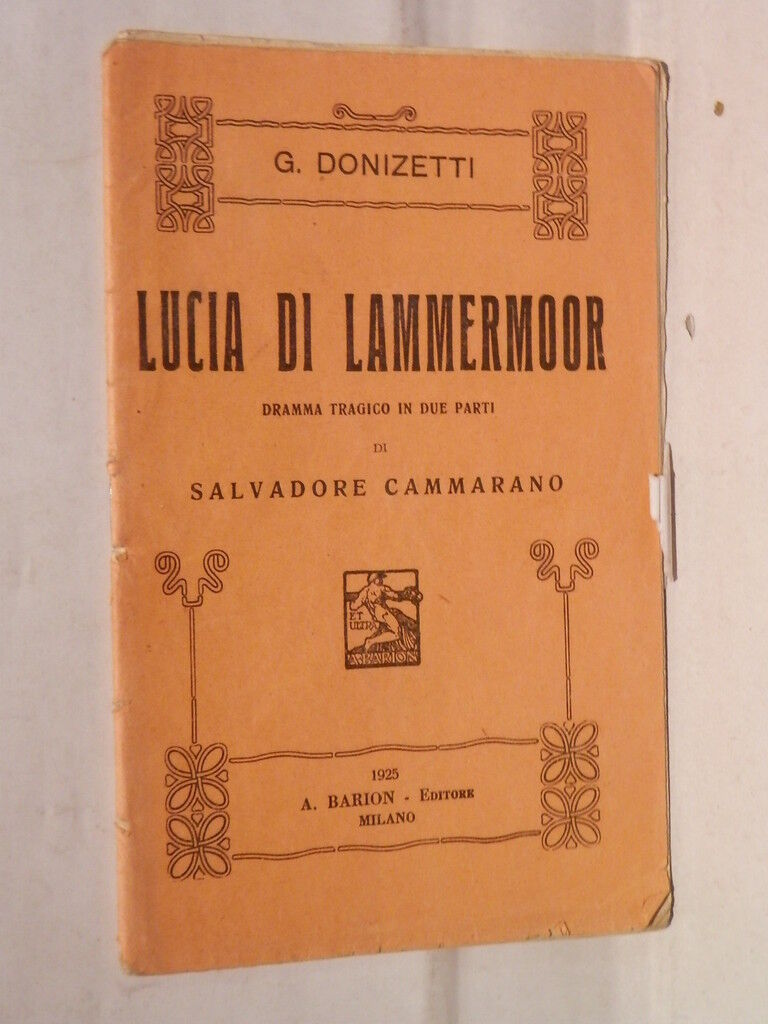 G. DONIZETTI
LUCIA DI LAMMERMOOR
DRAMMA TRAGICO IN DUE PARTI
DI
SALVADORE CAMMARANO
ET
ULTRA
A·BARION
1925
A. BARION - EDITORE
MILANO